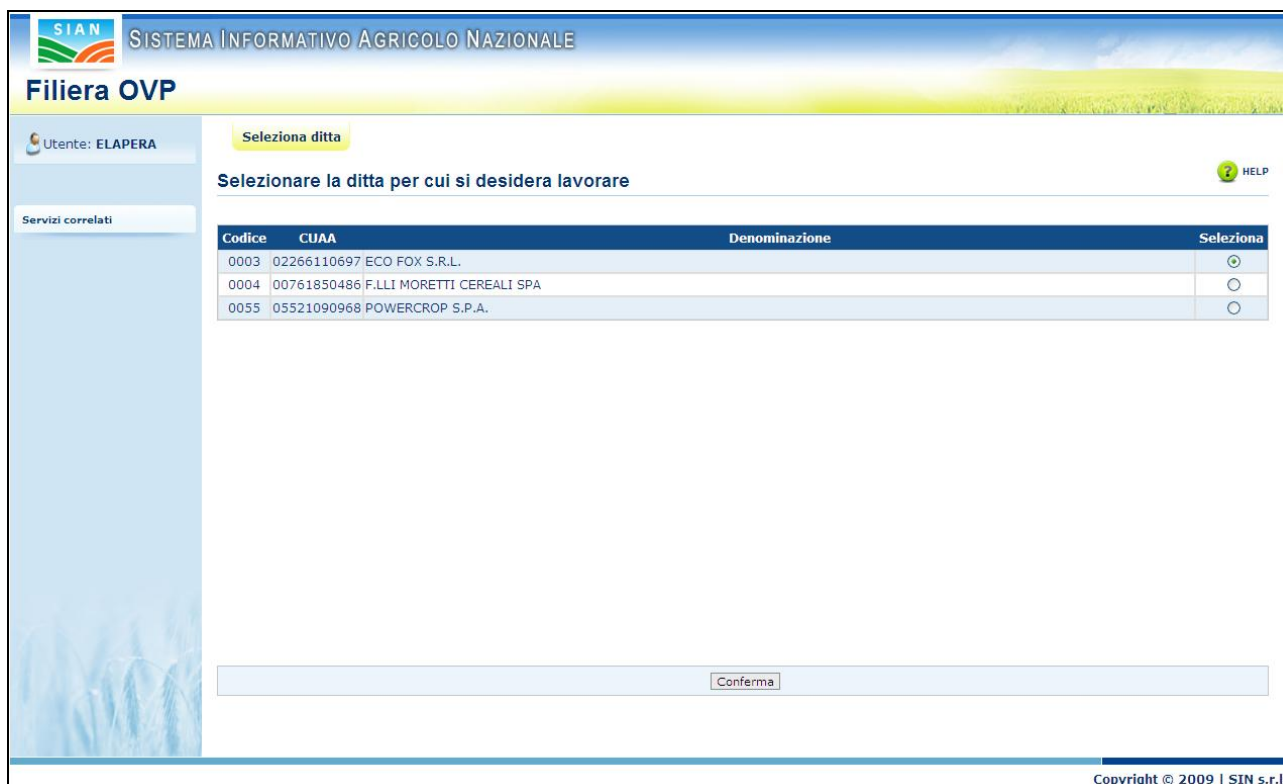 SIAN
SISTEMA INFORMATIVO AGRICOLO NAZIONALE
Filiera OVP
Utente: ELAPERA
Seleziona ditta
Selezionare la ditta per cui si desidera lavorare
? HELP
Servizi correlati
Codice CUAA Denominazione Seleziona
0003 02266110697 ECO FOX S.R.L.
0004 00761850486 F.LLI MORETTI CEREALI SPA
0055 05521090968 POWERCROP S.P.A.
Conferma
Copyright © 2009 | SIN s.r.l